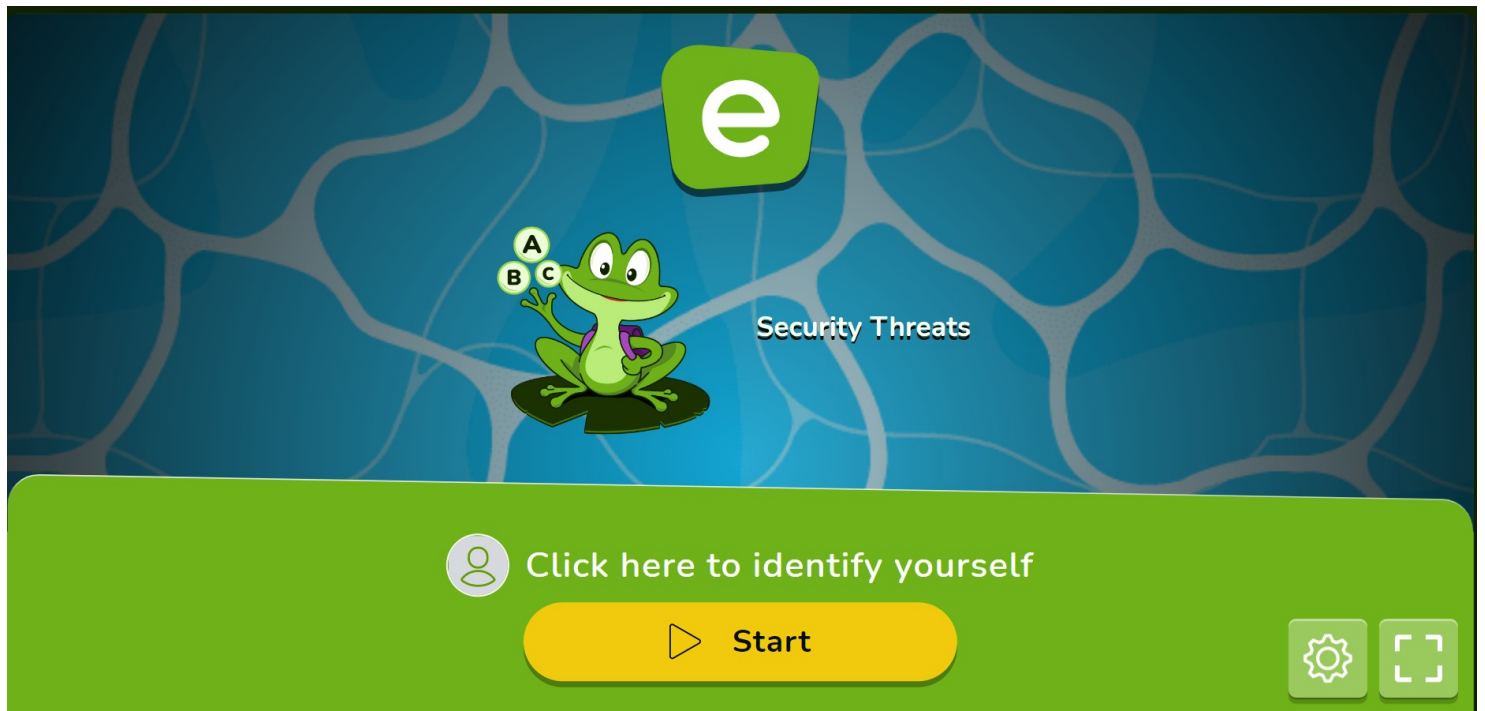 e
A
B C
Security Threats
Click here to identify yourself
Start